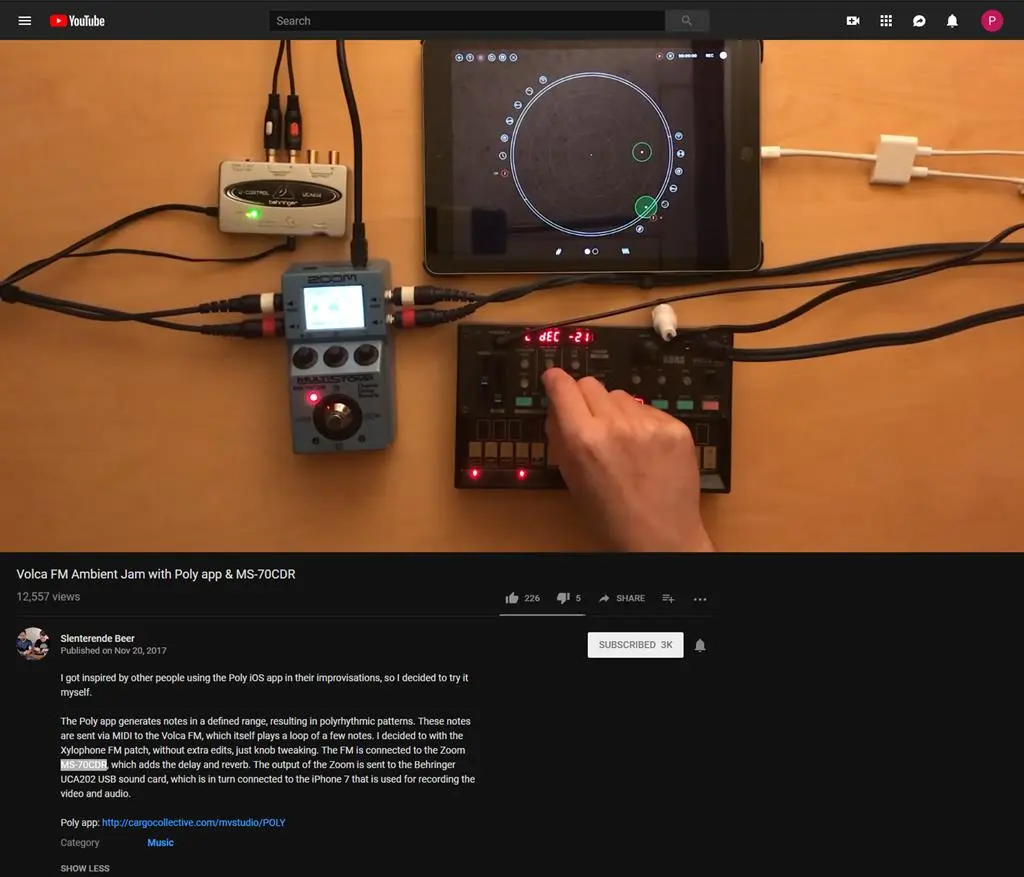 YouTube
Search
P
REC
U-CONTROL UCA202
behringer
ZOOM
MULTISTOMP
MS-70CDR
KORG
dEC -21
Volca FM Ambient Jam with Poly app & MS-70CDR
12,557 views
226 5 SHARE
Slenterende Beer
Published on Nov 20, 2017
SUBSCRIBED 3K
I got inspired by other people using the Poly iOS app in their improvisations, so I decided to try it
myself.
The Poly app generates notes in a defined range, resulting in polyrhythmic patterns. These notes
are sent via MIDI to the Volca FM, which itself plays a loop of a few notes. I decided to with the
Xylophone FM patch, without extra edits, just knob tweaking. The FM is connected to the Zoom
MS-70CDR, which adds the delay and reverb. The output of the Zoom is sent to the Behringer
UCA202 USB sound card, which is in turn connected to the iPhone 7 that is used for recording the
video and audio.
Poly app: http://cargocollective.com/mvstudio/POLY
Category Music
SHOW LESS